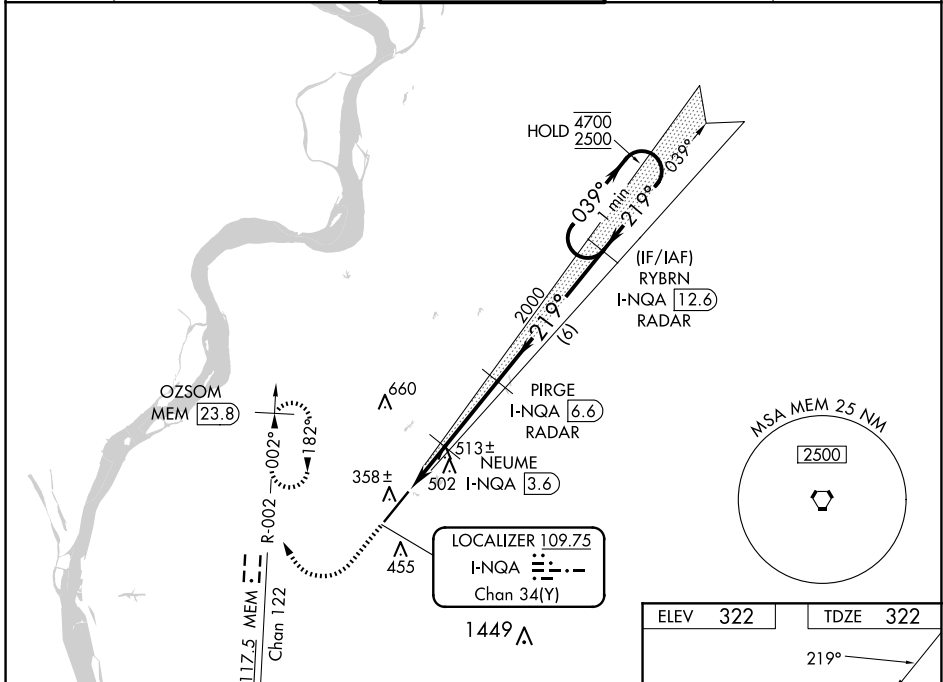 HOLD 4700
2500
039°
1 min
219°
039°
(IF/IAF)
RYBRN
I-NQA 12.6
RADAR
2000
219°
(6)
PIRGE
I-NQA 6.6
RADAR
OZSOM
MEM 23.8
660
513±
NEUME
502 I-NQA 3.6
358±
002°
182°
R-002
455
LOCALIZER 109.75
I-NQA
Chan 34(Y)
1449
117.5 MEM
Chan 122
MSA MEM 25 NM
2500
ELEV 322
TDZE 322
219°